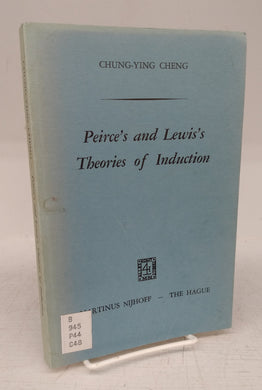 CHUNG-YING CHENG
Peirce's and Lewis's
Theories of Induction
MARTINUS NIJHOFF — THE HAGUE
B
945
P44
C48